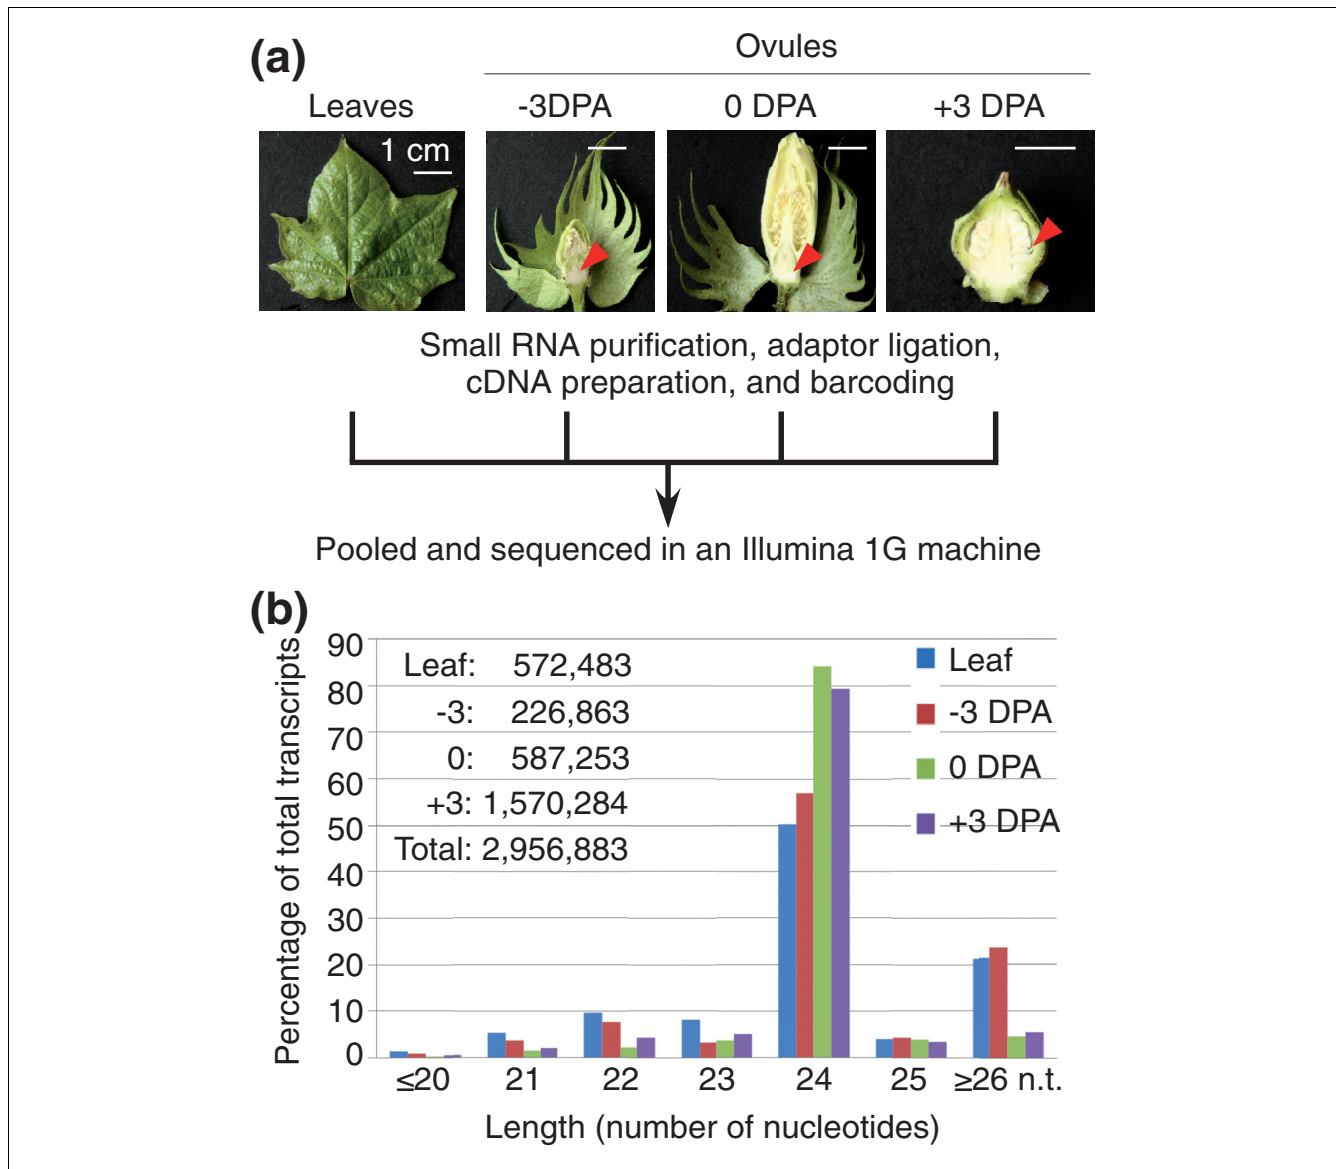 (a)
Ovules
Leaves
-3DPA
0 DPA
+3 DPA
1 cm
Small RNA purification, adaptor ligation,
cDNA preparation, and barcoding
Pooled and sequenced in an Illumina 1G machine
(b)
Percentage of total transcripts
90
80
70
60
50
40
30
20
10
0
Leaf: 572,483
-3: 226,863
0: 587,253
+3: 1,570,284
Total: 2,956,883
Leaf
-3 DPA
0 DPA
+3 DPA
≤20 21 22 23 24 25 ≥26 n.t.
Length (number of nucleotides)